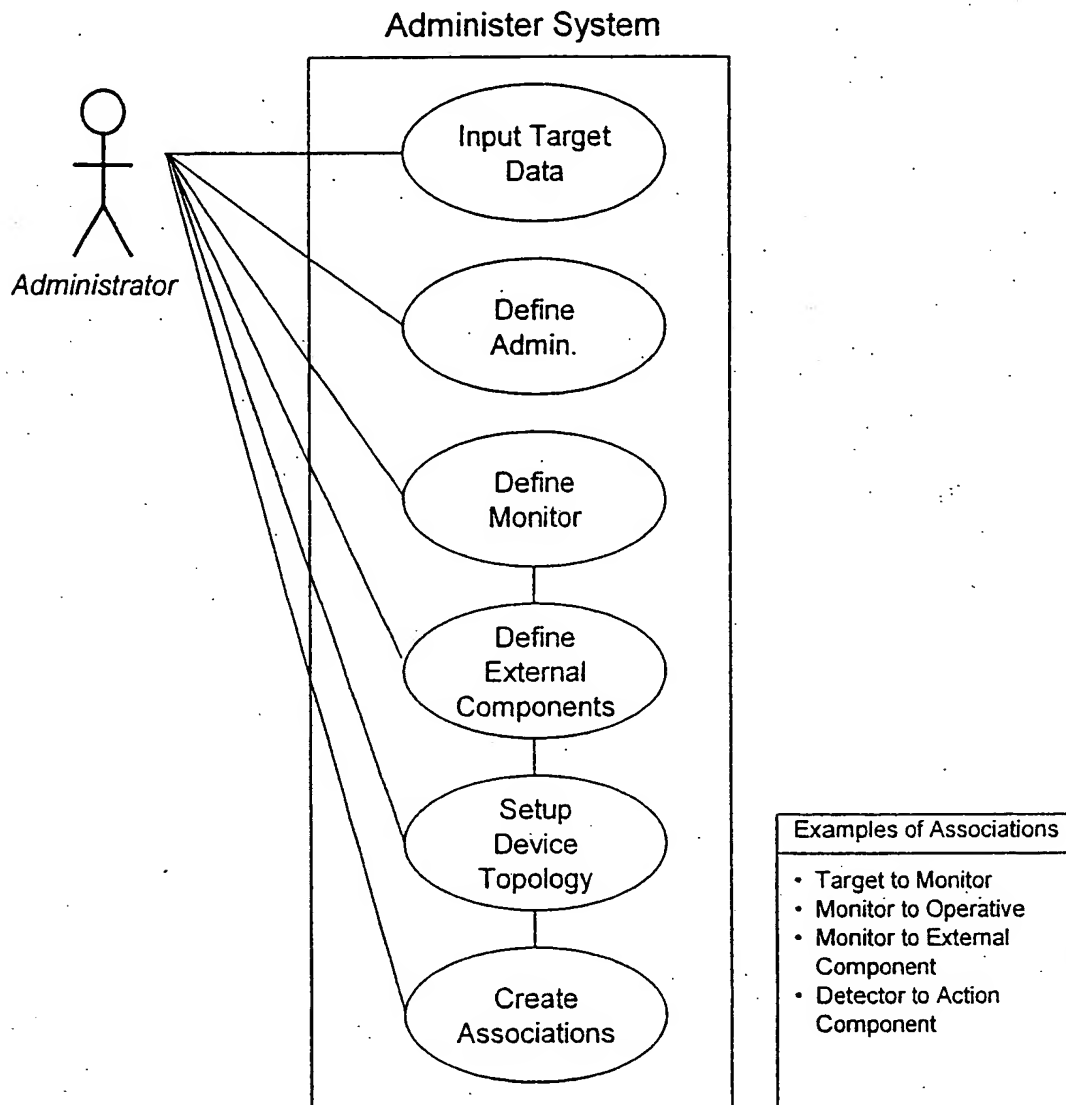 Administer System
Administrator
Input Target
Data
Define
Admin.
Define
Monitor
Define
External
Components
Setup
Device
Topology
Create
Associations
Examples of Associations
• Target to Monitor
• Monitor to Operative
• Monitor to External
Component
• Detector to Action
Component